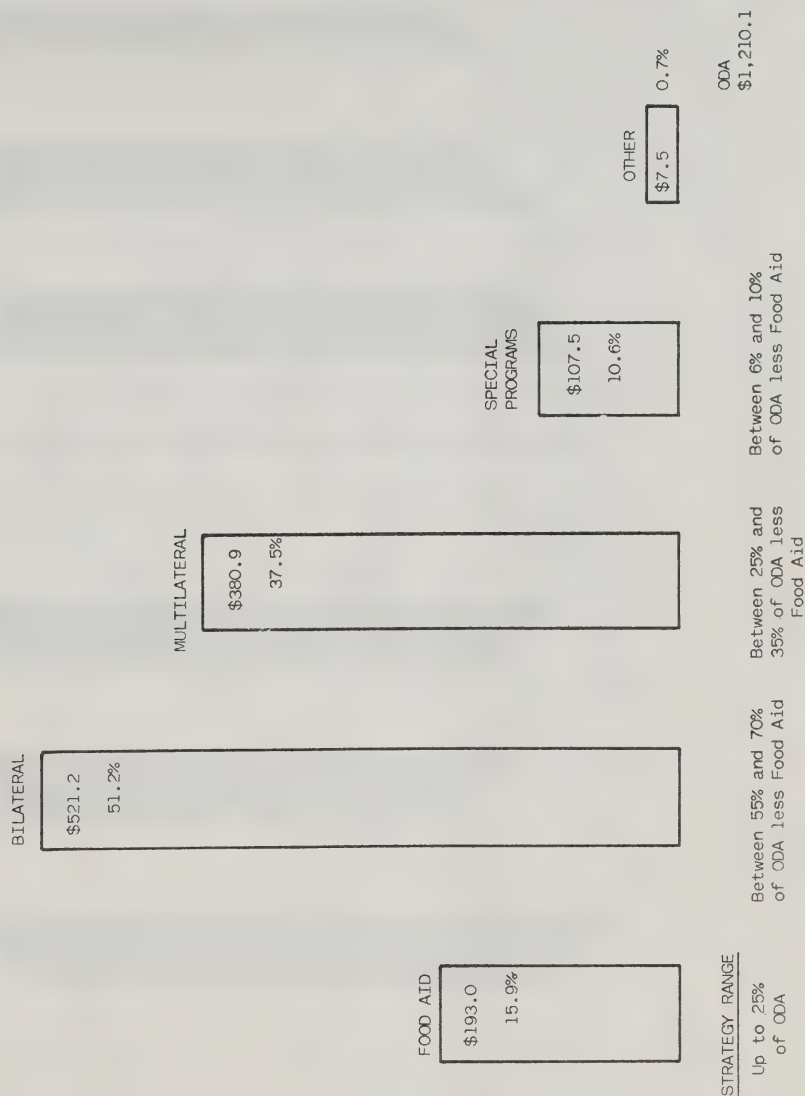 FOOD AID
$193.0
15.9%
BILATERAL
$521.2
51.2%
MULTILATERAL
$380.9
37.5%
SPECIAL
PROGRAMS
$107.5
10.6%
OTHER
$7.5
0.7%
ODA
$1,210.1
STRATEGY RANGE
Up to 25%
of ODA
Between 55% and 70%
of ODA less Food Aid
Between 25% and
35% of ODA less
Food Aid
Between 6% and 10%
of ODA less Food Aid